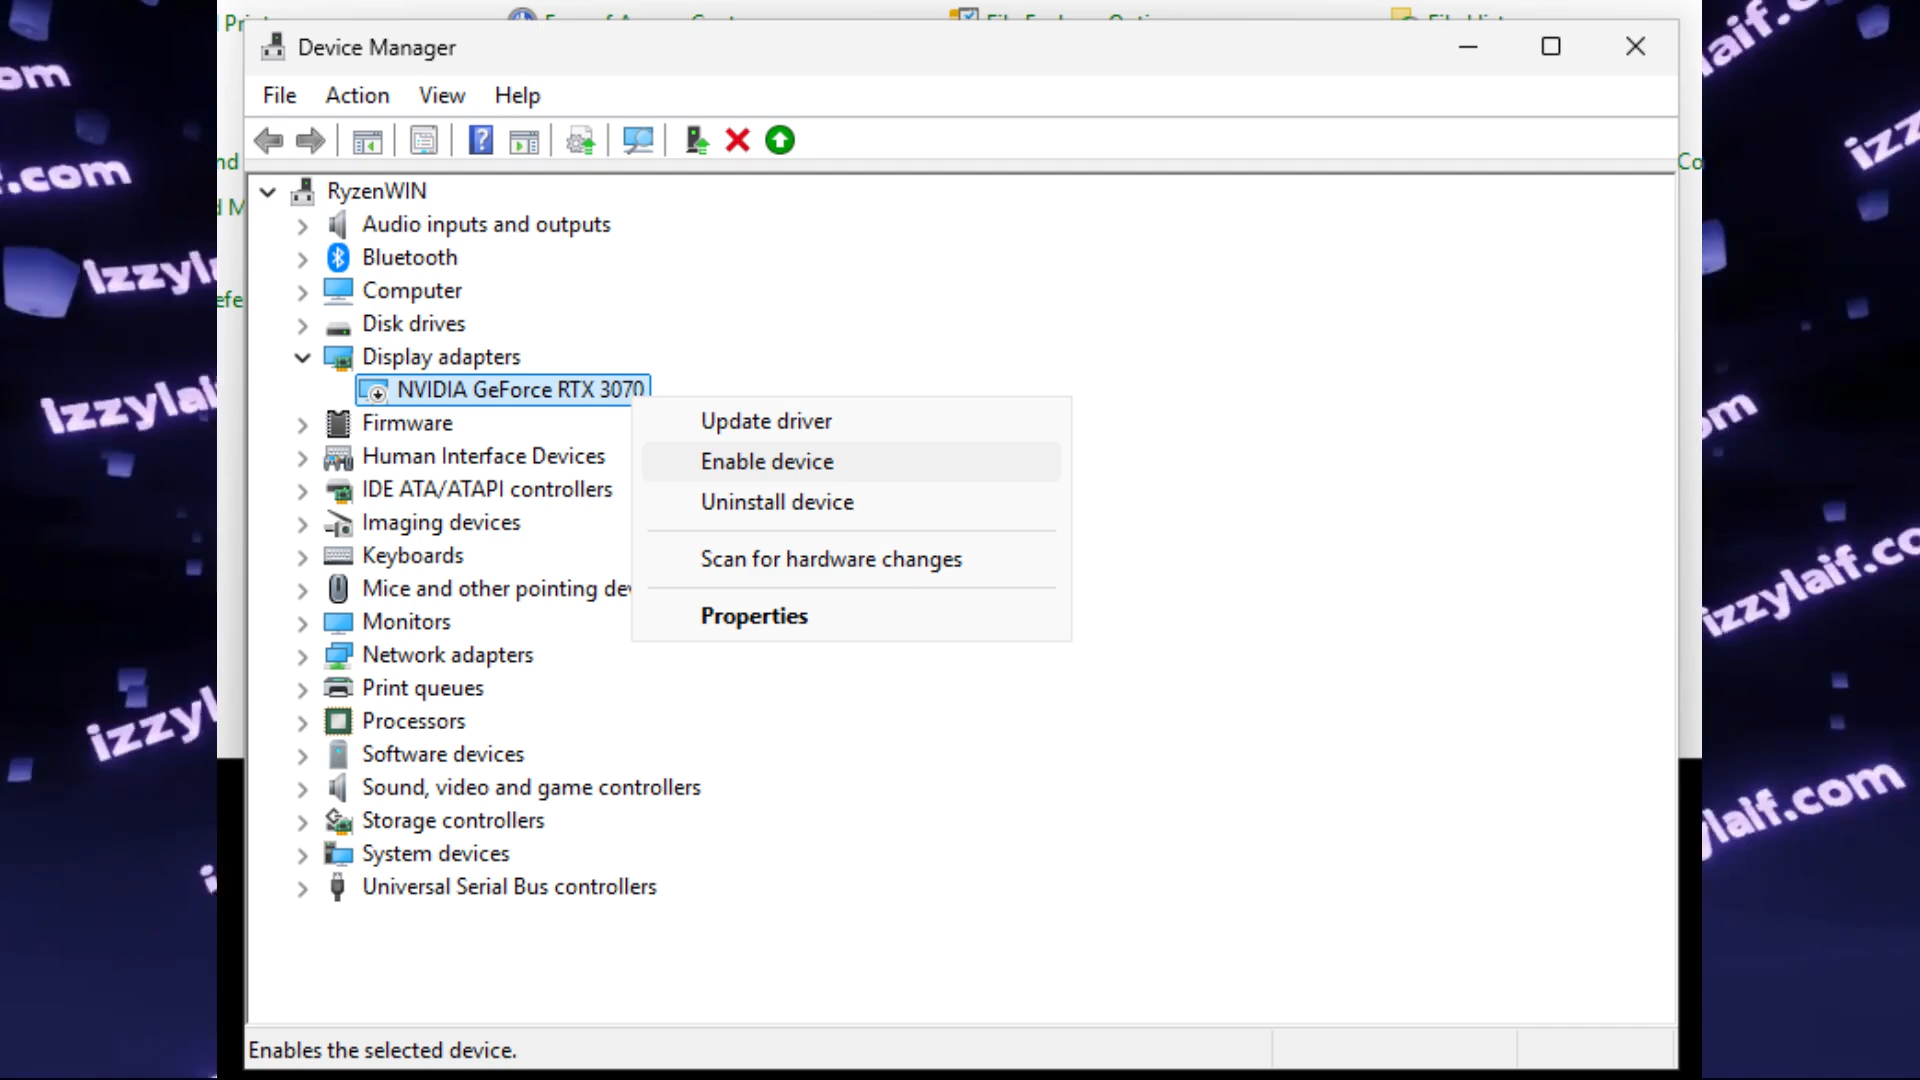 Device Manager
File Action View Help
RyzenWIN
Audio inputs and outputs
Bluetooth
Computer
Disk drives
Display adapters
NVIDIA GeForce RTX 3070
Firmware
Human Interface Devices
IDE ATA/ATAPI controllers
Imaging devices
Keyboards
Mice and other pointing
Monitors
Network adapters
Print queues
Processors
Software devices
Sound, video and game controllers
Storage controllers
System devices
Universal Serial Bus controllers
Update driver
Enable device
Uninstall device
Scan for hardware changes
Properties
Enables the selected device.
izzylaif.co
ylaif.com